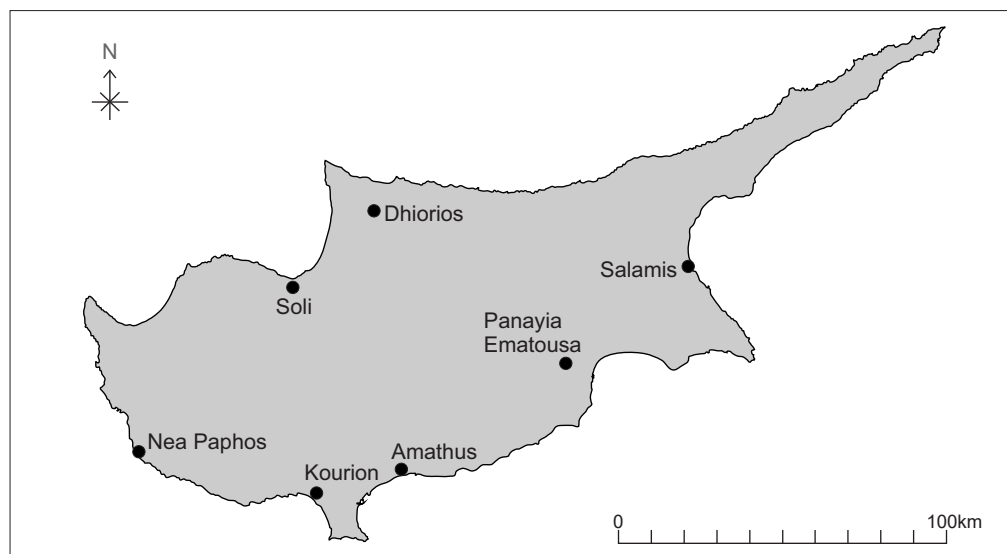 N
Dhiorios
Salamis
Soli
Panayia
Ematousa
Nea Paphos
Amathus
Kourion
0
100km